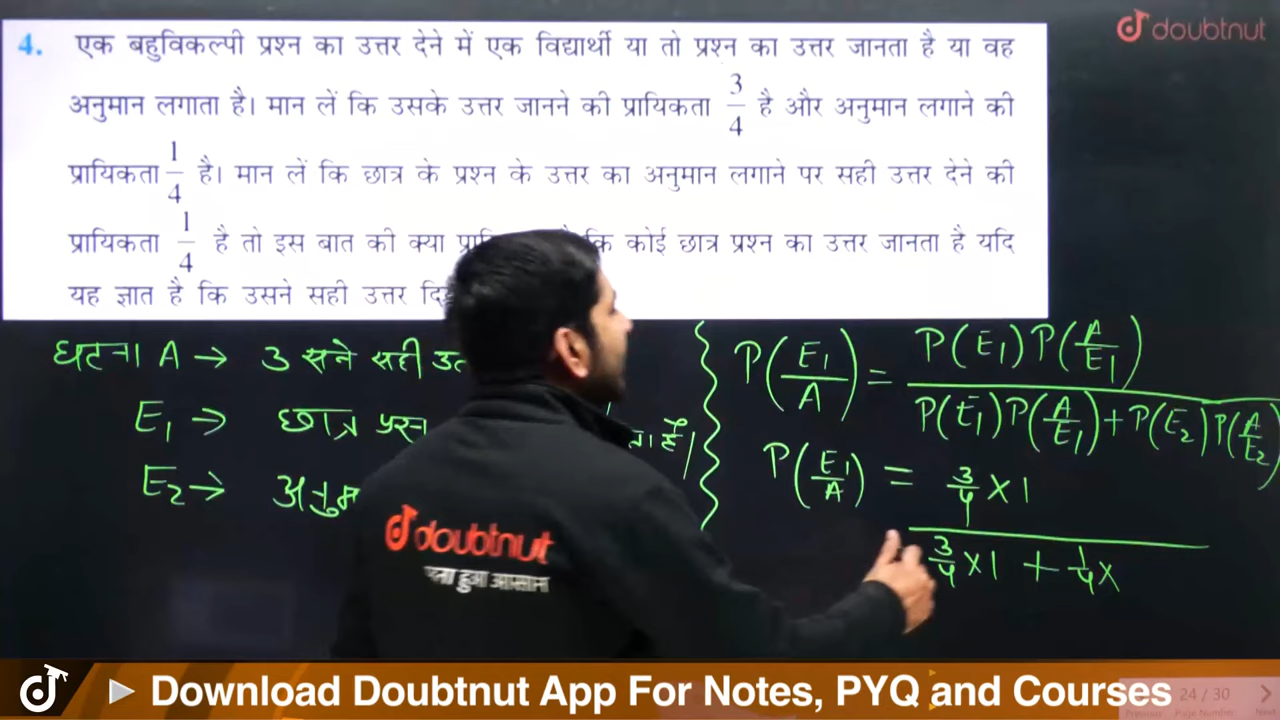 doubtnut
4. एक बहुविकल्पी प्रश्न का उत्तर देने में एक विद्यार्थी या तो प्रश्न का उत्तर जानता है या वह
अनुमान लगाता है। मान लें कि उसके उत्तर जानने की प्रायिकता 3/4 है और अनुमान लगाने की
प्रायिकता 1/4 है। मान लें कि छात्र के प्रश्न के उत्तर का अनुमान लगाने पर सही उत्तर देने की
प्रायिकता 1/4 है तो इस बात की क्या कि कोई छात्र प्रश्न का उत्तर जानता है यदि
यह ज्ञात है कि उसने सही उत्तर
घटना A → उसने सही
E₁ → छात्र
E₂ →
P(E₁/A) = P(E₁)P(A/E₁) / P(E₁)P(A/E₁)+P(E₂)P(A/E₂)
P(E₁/A) = 3/4 × 1 / 3/4 × 1 + 1/4 ×
doubtnut
पढ़ना हुआ आसान
Download Doubtnut App For Notes, PYQ and Courses
24 / 30